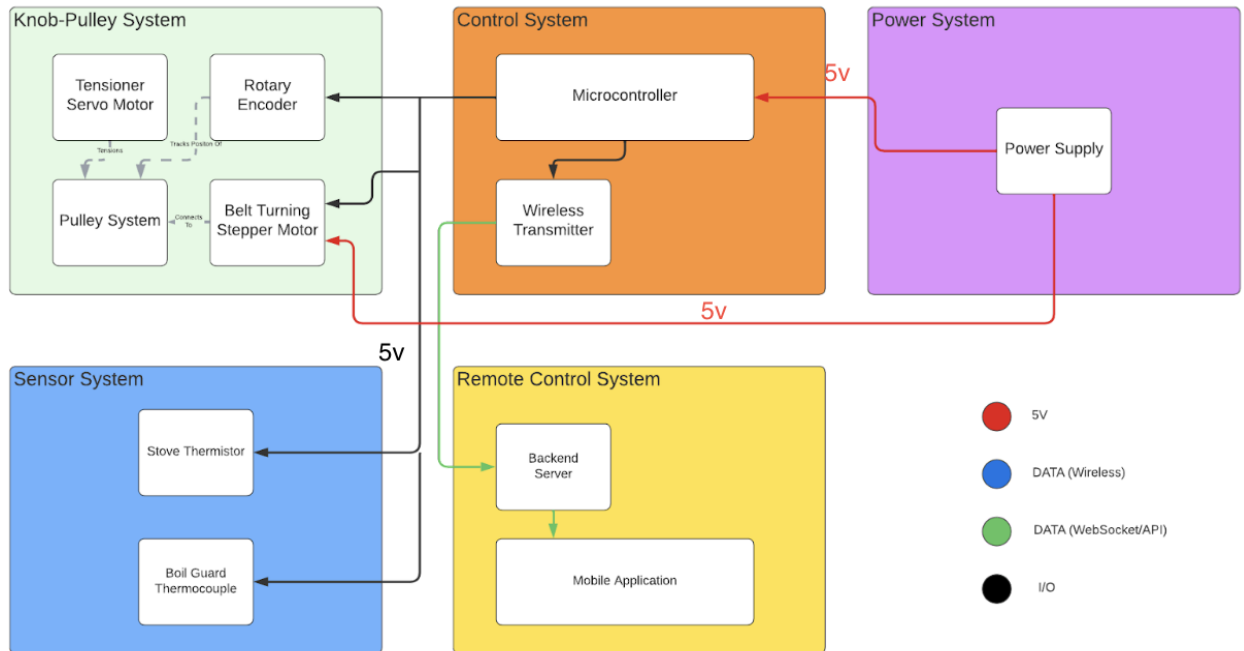 Knob-Pulley System
Tensioner
Servo Motor
Rotary
Encoder
Tensions
Tracks Position Of
Pulley System
Connects
To
Belt Turning
Stepper Motor
Control System
Microcontroller
Wireless
Transmitter
Power System
5v
Power Supply
5v
5v
Sensor System
Stove Thermistor
Boil Guard
Thermocouple
Remote Control System
Backend
Server
Mobile Application
5V
DATA (Wireless)
DATA (WebSocket/API)
I/O